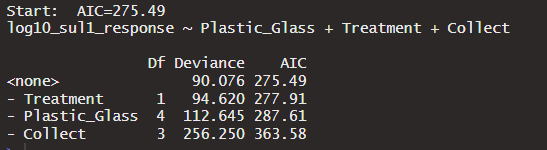 Start:  AIC=275.49
log10_sul1_response ~ Plastic_Glass + Treatment + Collect
Df Deviance AIC
<none> 90.076 275.49
- Treatment 1 94.620 277.91
- Plastic_Glass 4 112.645 287.61
- Collect 3 256.250 363.58